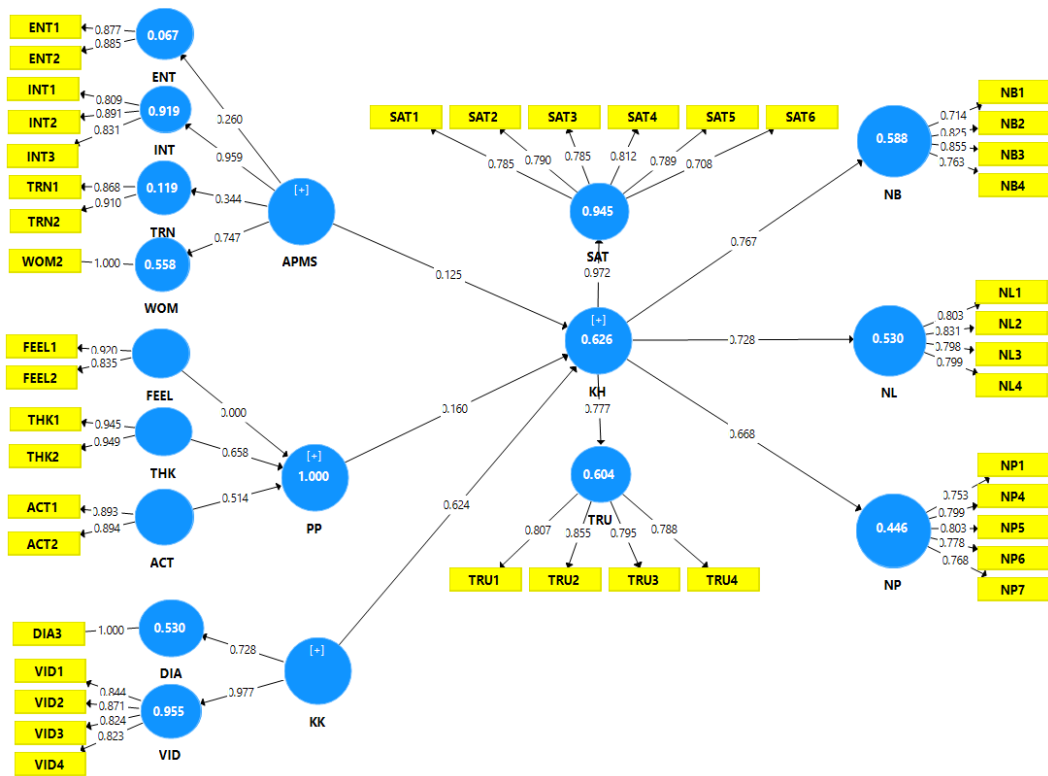 ENT1
ENT2
0.877
0.885
0.067
ENT
INT1
INT2
INT3
0.809
0.891
0.831
0.919
INT
TRN1
TRN2
0.868
0.910
0.119
TRN
WOM2
1.000
0.558
WOM
0.260
0.959
0.344
0.747
[+]
APMS
0.125
FEEL1
FEEL2
0.920
0.835
FEEL
0.000
THK1
THK2
0.945
0.949
THK
0.658
ACT1
ACT2
0.893
0.894
ACT
0.514
[+]
1.000
PP
0.160
DIA3
1.000
0.530
DIA
0.728
VID1
VID2
VID3
VID4
0.844
0.871
0.824
0.823
0.955
VID
0.977
[+]
KK
0.624
SAT1
SAT2
SAT3
SAT4
SAT5
SAT6
0.785
0.790
0.785
0.812
0.789
0.708
0.945
SAT
0.972
[+]
0.626
KH
0.777
0.604
TRU
0.807
0.855
0.795
0.788
TRU1
TRU2
TRU3
TRU4
0.767
0.728
0.668
0.588
NB
0.714
0.825
0.855
0.763
NB1
NB2
NB3
NB4
0.530
NL
0.803
0.831
0.798
0.799
NL1
NL2
NL3
NL4
0.446
NP
0.753
0.799
0.803
0.778
0.768
NP1
NP4
NP5
NP6
NP7